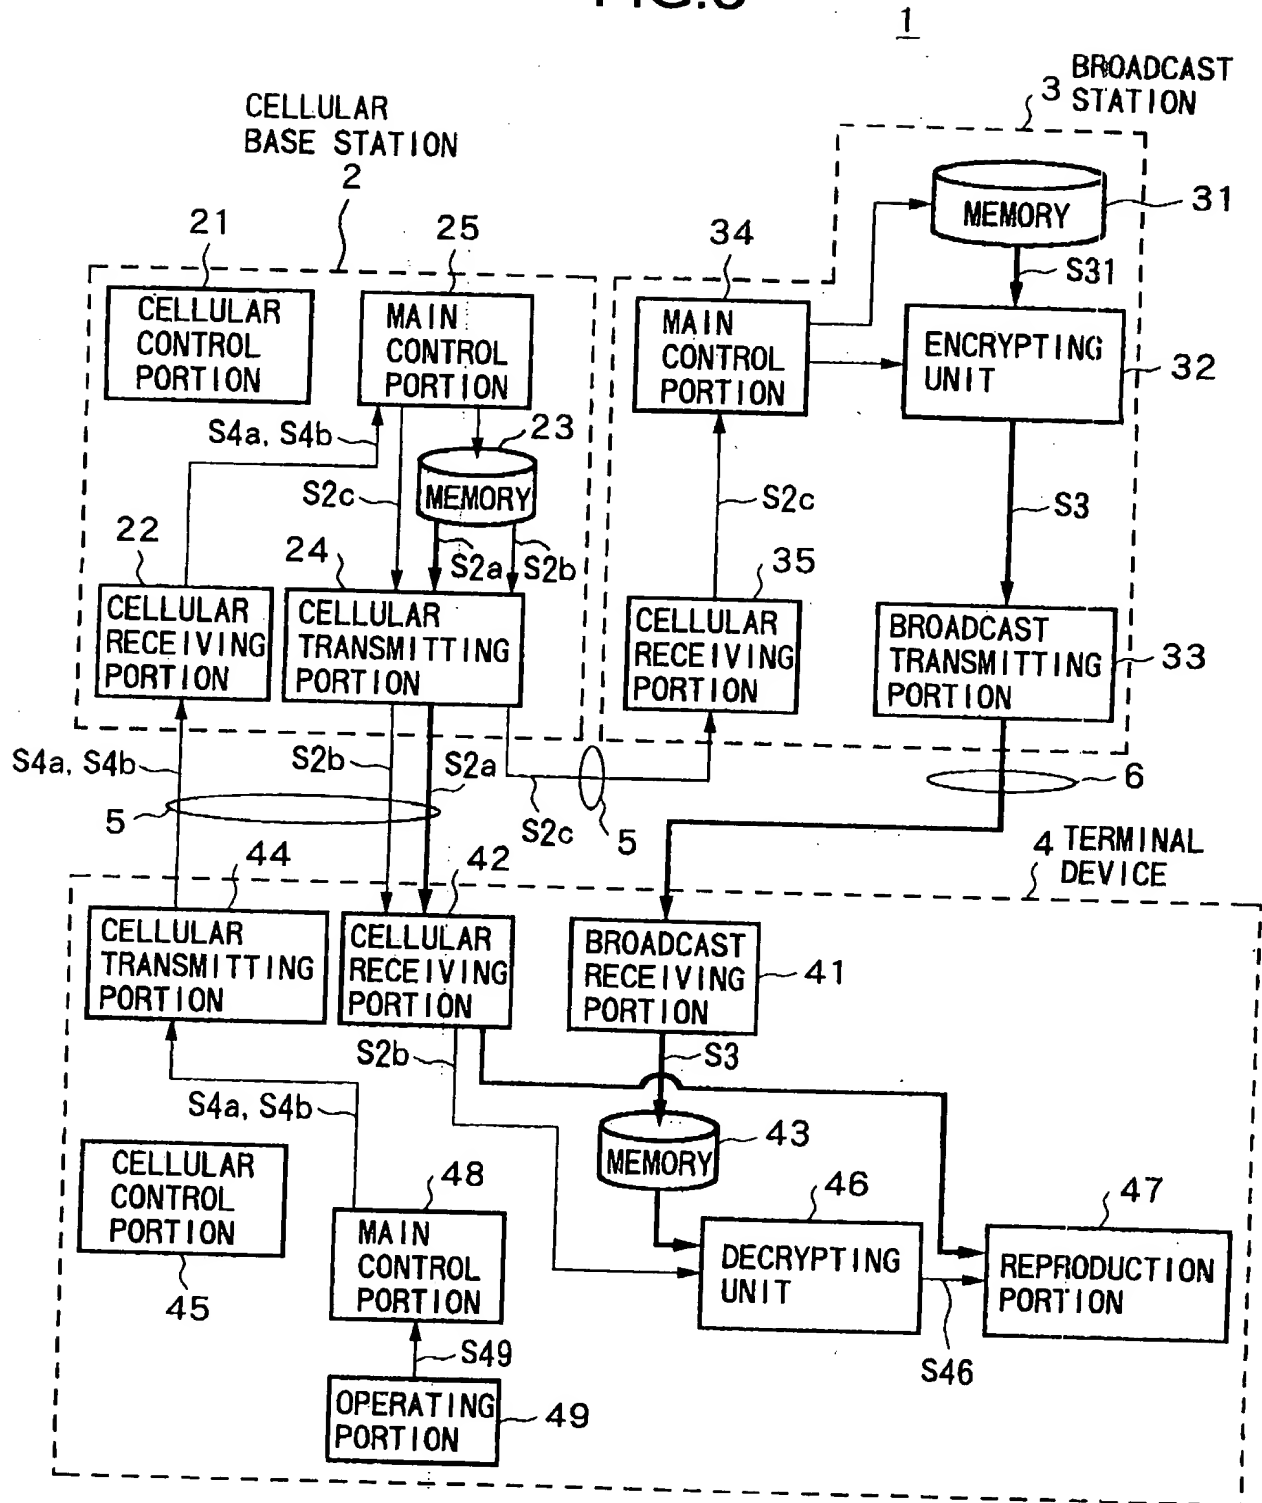 1
BROADCAST
STATION
3
CELLULAR
BASE STATION
2
21
25
34
31
MEMORY
S31
CELLULAR
CONTROL
PORTION
MAIN
CONTROL
PORTION
MAIN
CONTROL
PORTION
ENCRYPTING
UNIT
32
S4a, S4b
23
MEMORY
S2c
S2a
S2b
S2c
S3
22
24
35
CELLULAR
RECEIVING
PORTION
CELLULAR
TRANSMITTING
PORTION
CELLULAR
RECEIVING
PORTION
BROADCAST
TRANSMITTING
PORTION
33
S4a, S4b
S2b
S2a
S2c
5
5
6
4
TERMINAL
DEVICE
44
42
CELLULAR
TRANSMITTING
PORTION
CELLULAR
RECEIVING
PORTION
BROADCAST
RECEIVING
PORTION
41
S2b
S3
S4a, S4b
43
MEMORY
CELLULAR
CONTROL
PORTION
45
48
MAIN
CONTROL
PORTION
46
DECRYPTING
UNIT
47
REPRODUCTION
PORTION
S46
S49
OPERATING
PORTION
49